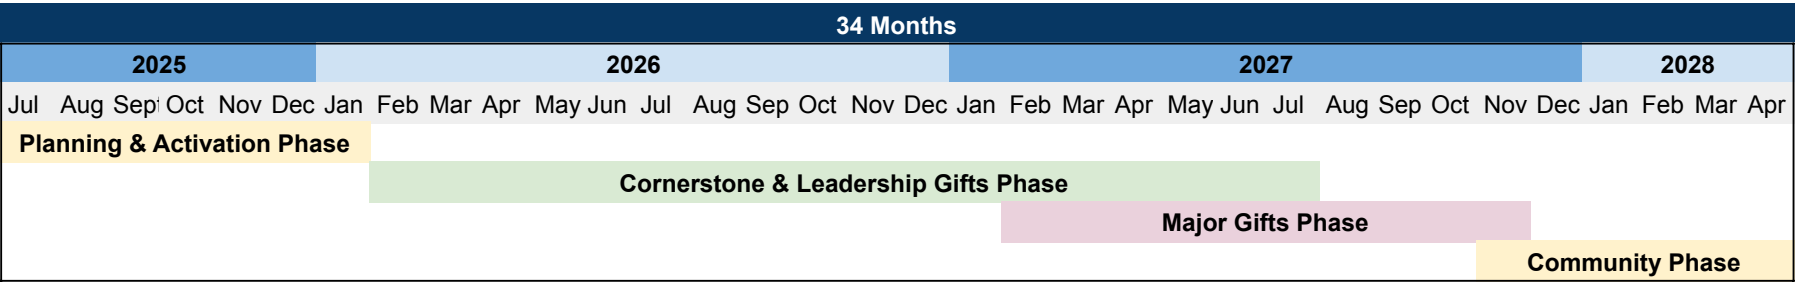 34 Months
2025 2026 2027 2028
Jul Aug Sept Oct Nov Dec Jan Feb Mar Apr May Jun Jul Aug Sep Oct Nov Dec Jan Feb Mar Apr May Jun Jul Aug Sep Oct Nov Dec Jan Feb Mar Apr
Planning & Activation Phase
Cornerstone & Leadership Gifts Phase
Major Gifts Phase
Community Phase